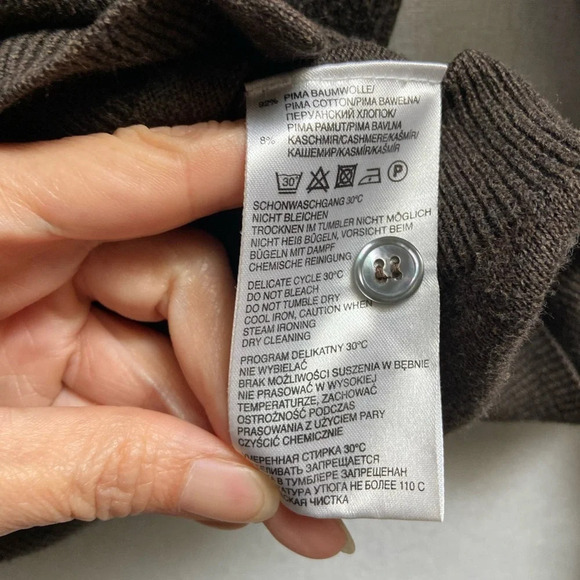 92% PIMA BAUMWOLLE/
PIMA COTTON/PIMA BAWEŁNA/
ПЕРУАНСКИЙ ХЛОПОК/
PIMA PAMUT/PIMA BAVLNA
8% KASCHMIR/CASHMERE/KAŠMÍR/
КАШЕМИР/KASMÍR/KAŠMÍR
30° P
SCHONWASCHGANG 30°C
NICHT BLEICHEN
TROCKNEN IM TUMBLER NICHT MÖGLICH
NICHT HEIß BÜGELN, VORSICHT BEIM
BÜGELN MIT DAMPF
CHEMISCHE REINIGUNG
DELICATE CYCLE 30°C
DO NOT BLEACH
DO NOT TUMBLE DRY
COOL IRON, CAUTION WHEN
STEAM IRONING
DRY CLEANING
PROGRAM DELIKATNY 30°C
NIE WYBIELAĆ
BRAK MOŻLIWOŚCI SUSZENIA W BĘBNIE
NIE PRASOWAĆ W WYSOKIEJ
TEMPERATURZE, ZACHOWAĆ
OSTROŻNOŚĆ PODCZAS
PRASOWANIA Z UŻYCIEM PARY
CZYŚCIĆ CHEMICZNIE
СТИРКА 30°C
ЗАПРЕЩАЕТСЯ
В ТУМБЛЕРЕ ЗАПРЕЩЕНАН
УТЮГА НЕ БОЛЕЕ 110 С
ЧИСТКА